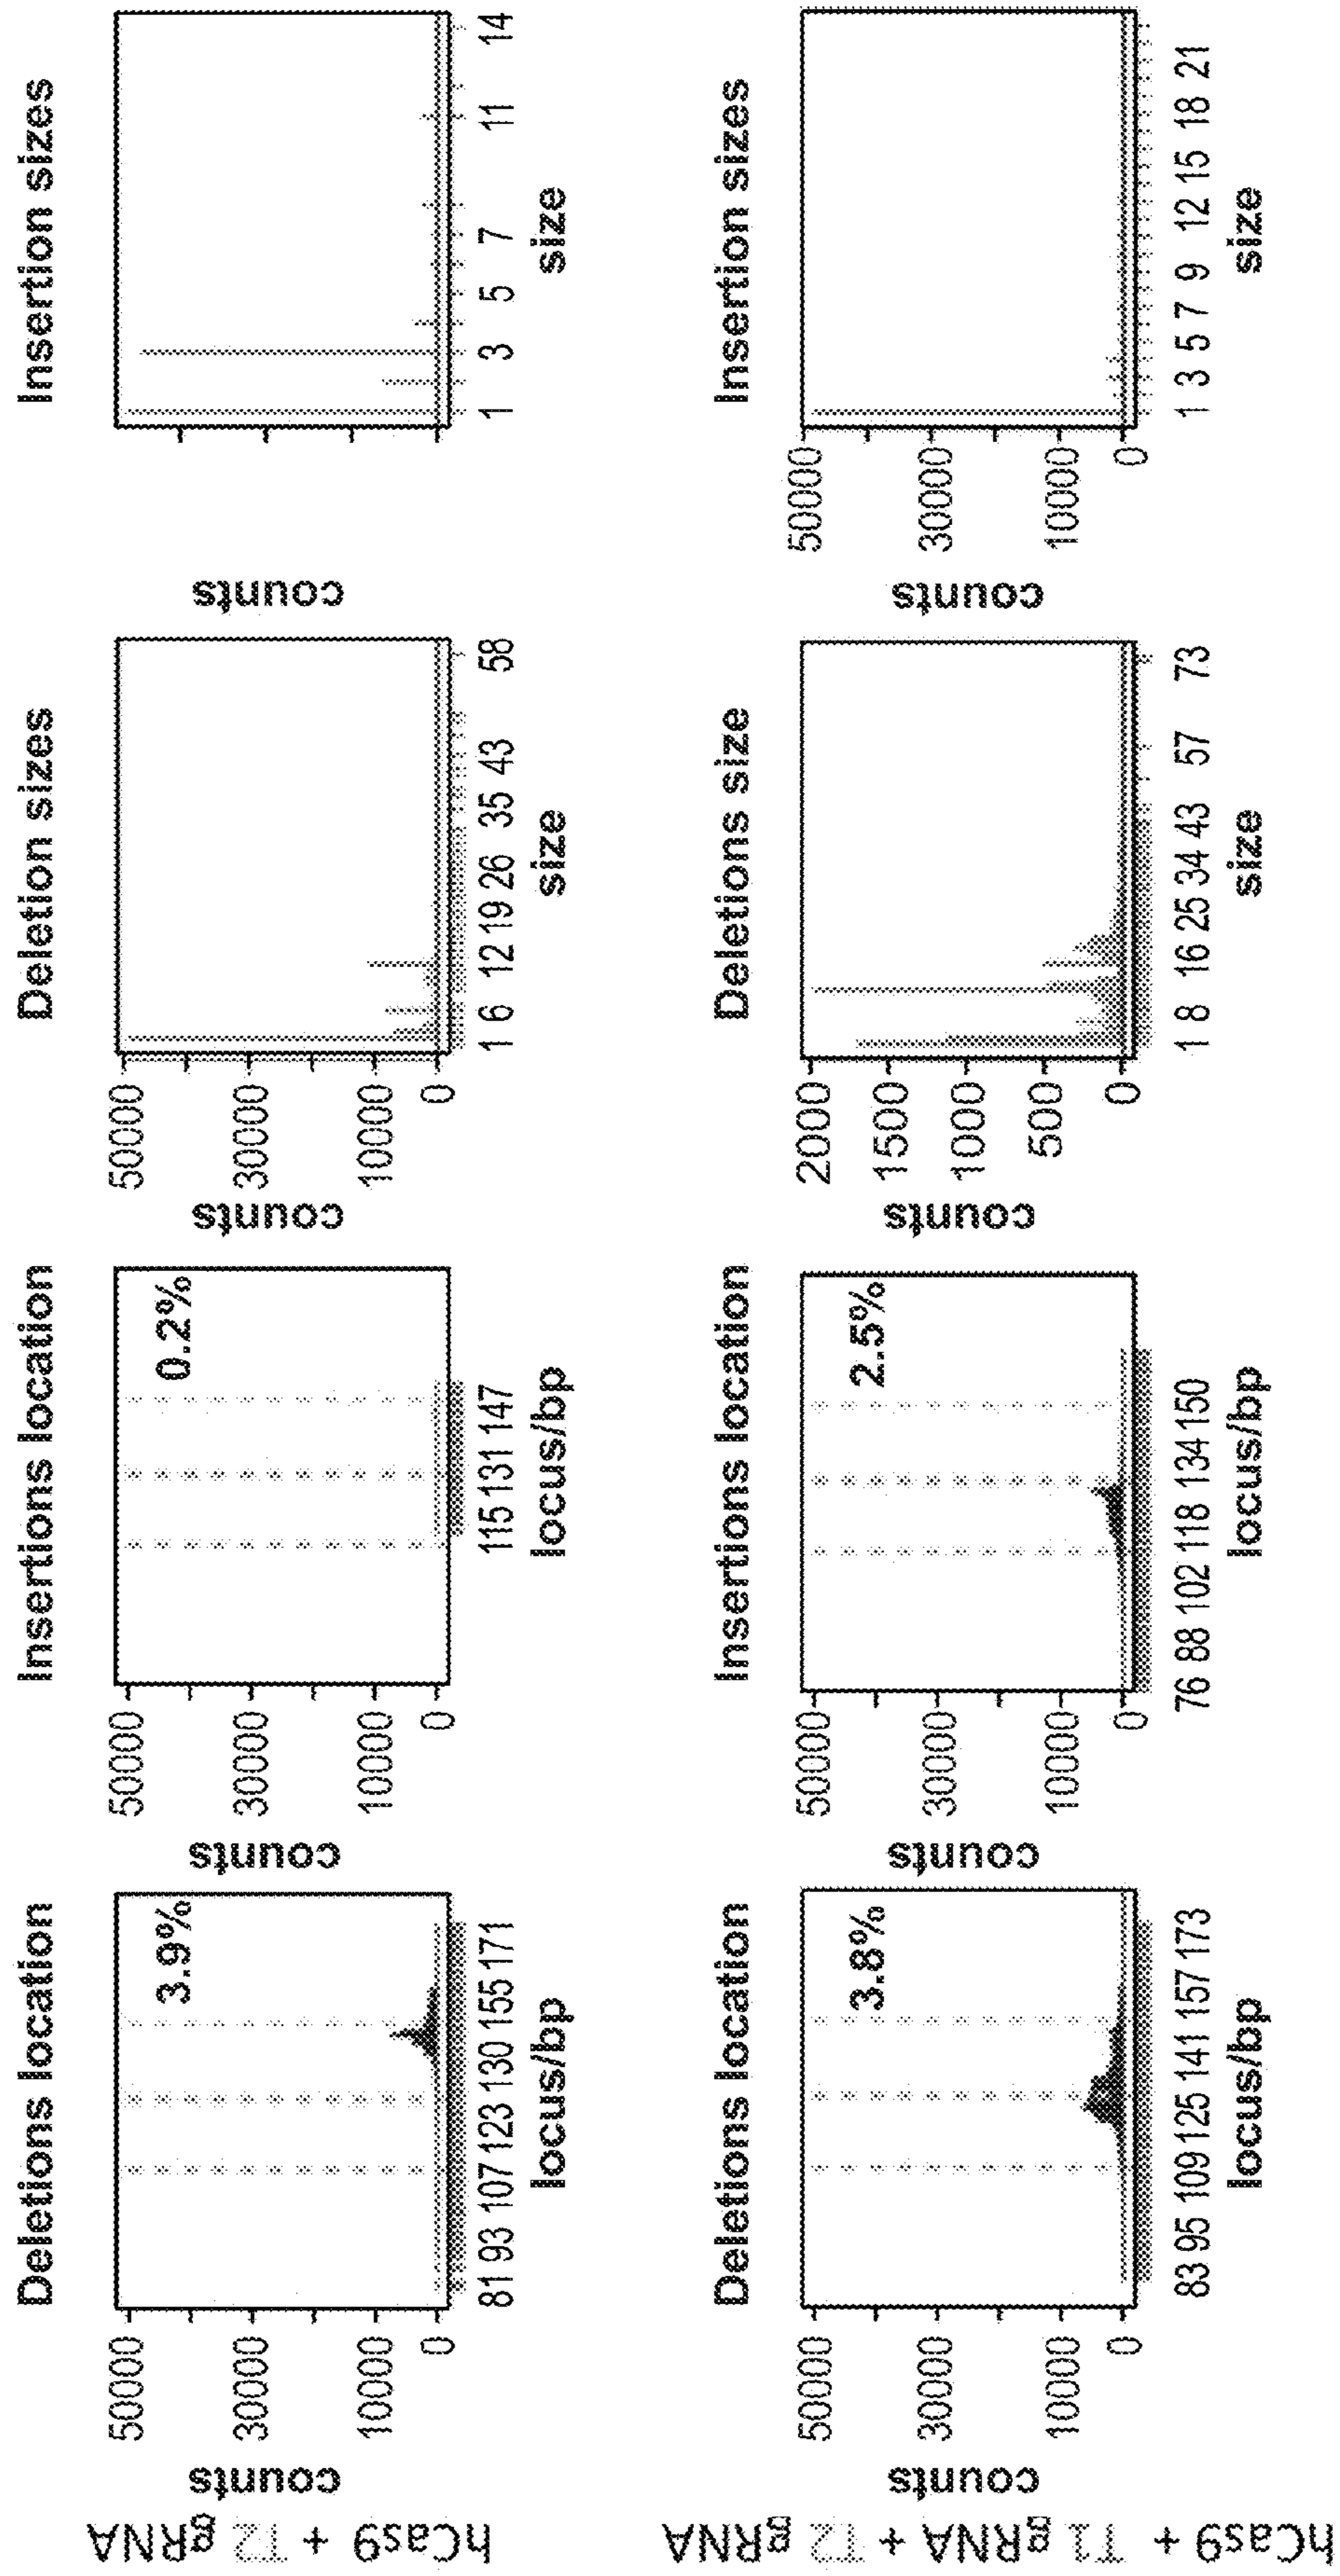 hCas9 + T2 gRNA
Deletions location
counts
50000
30000
10000
0
3.9%
81 93 107 123 130 155 171
locus/bp
Insertions location
counts
50000
30000
10000
0
0.2%
115 131 147
locus/bp
Deletion sizes
counts
50000
30000
10000
0
1 6 12 19 26 35 43 58
size
Insertion sizes
counts
1 3 5 7 11 14
size
hCas9 + T1 gRNA + T2 gRNA
Deletions location
counts
50000
30000
10000
0
3.8%
83 95 109 125 141 157 173
locus/bp
Insertions location
counts
50000
30000
10000
0
2.5%
76 88 102 118 134 150
locus/bp
Deletions size
counts
2000
1500
1000
500
0
1 8 16 25 34 43 57 73
size
Insertion sizes
counts
50000
30000
10000
0
1 3 5 7 9 12 15 18 21
size